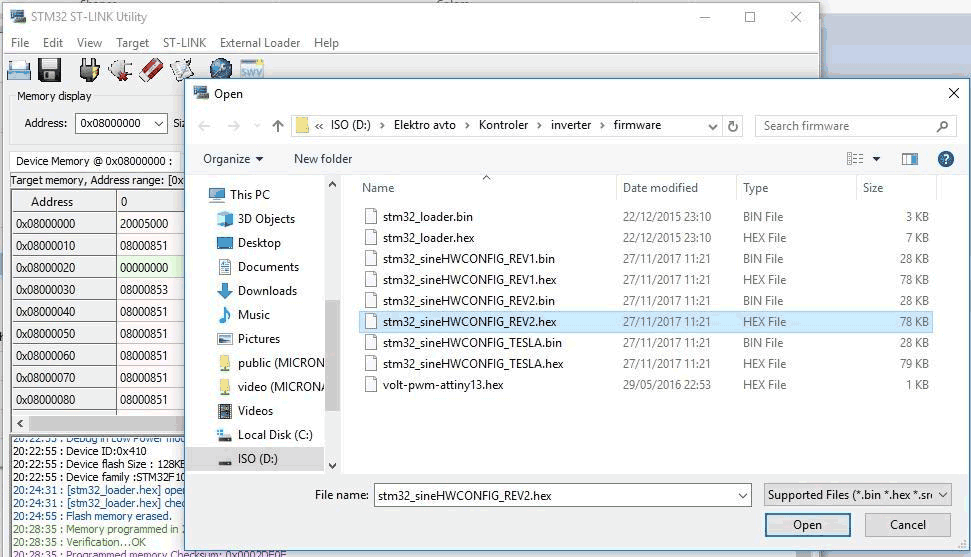 STM32 ST-LINK Utility
File Edit View Target ST-LINK External Loader Help
SWV
Memory display
Address: 0x08000000
Device Memory @ 0x08000000 :
Target memory, Address range: [0x
Address 0
0x08000000 20005000
0x08000010 08000851
0x08000020 00000000
0x08000030 08000853
0x08000040 08000851
0x08000050 08000851
0x08000060 08000851
0x08000070 08000851
0x08000080 08000851
20:22:55 : Debug in Low Power mod
20:22:55 : Device ID:0x410
20:22:55 : Device flash Size : 128KB
20:22:55 : Device family :STM32F10
20:24:31 : [stm32_loader.hex] open
20:24:31 : [stm32_loader.hex] chec
20:24:55 : Flash memory erased.
20:28:35 : Memory programmed in
20:28:35 : Verification...OK
20:28:35 : Programmed memory Checksum:
Open
« ISO (D:) > Elektro avto > Kontroler > inverter > firmware
Search firmware
Organize New folder
This PC
3D Objects
Desktop
Documents
Downloads
Music
Pictures
public (MICRON
video (MICRONA
Videos
Local Disk (C:)
ISO (D:)
Name Date modified Type Size
stm32_loader.bin 22/12/2015 23:10 BIN File 3 KB
stm32_loader.hex 22/12/2015 23:10 HEX File 7 KB
stm32_sineHWCONFIG_REV1.bin 27/11/2017 11:21 BIN File 28 KB
stm32_sineHWCONFIG_REV1.hex 27/11/2017 11:21 HEX File 78 KB
stm32_sineHWCONFIG_REV2.bin 27/11/2017 11:21 BIN File 28 KB
stm32_sineHWCONFIG_REV2.hex 27/11/2017 11:21 HEX File 78 KB
stm32_sineHWCONFIG_TESLA.bin 27/11/2017 11:21 BIN File 28 KB
stm32_sineHWCONFIG_TESLA.hex 27/11/2017 11:21 HEX File 79 KB
volt-pwm-attiny13.hex 29/05/2016 22:53 HEX File 1 KB
File name: stm32_sineHWCONFIG_REV2.hex Supported Files (*.bin *.hex *.sre
Open Cancel